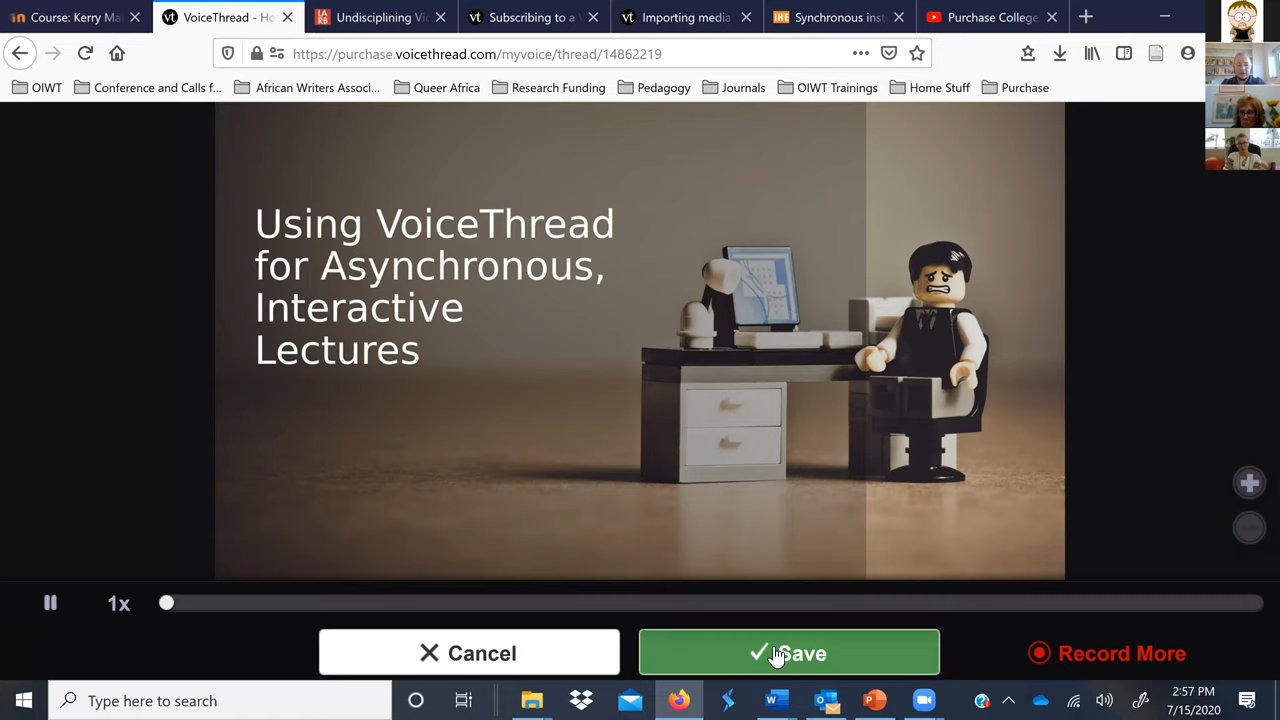 Course: Kerry Ma
VoiceThread - Ho
Undisciplining Vi
Subscribing to a
Importing media
Synchronous inst
Purchase College
https://purchase.voicethread.com/myvoice/thread/14862219
OIWT
Conference and Calls f...
African Writers Associ...
Queer Africa
Research Funding
Pedagogy
Journals
OIWT Trainings
Home Stuff
Purchase
Using VoiceThread
for Asynchronous,
Interactive
Lectures
1x
Cancel
Save
Record More
Type here to search
2:57 PM
7/15/2020